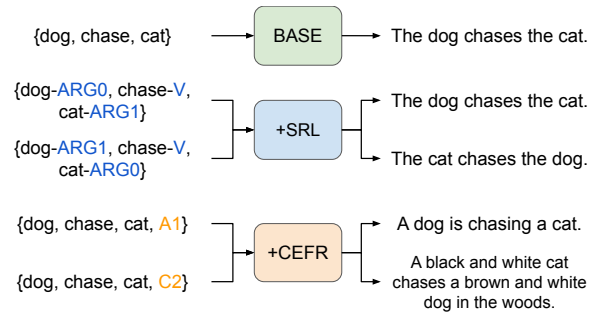 {dog, chase, cat}
BASE
The dog chases the cat.
{dog-ARG0, chase-V,
cat-ARG1}
The dog chases the cat.
+SRL
{dog-ARG1, chase-V,
cat-ARG0}
The cat chases the dog.
{dog, chase, cat, A1}
A dog is chasing a cat.
+CEFR
{dog, chase, cat, C2}
A black and white cat
chases a brown and white
dog in the woods.